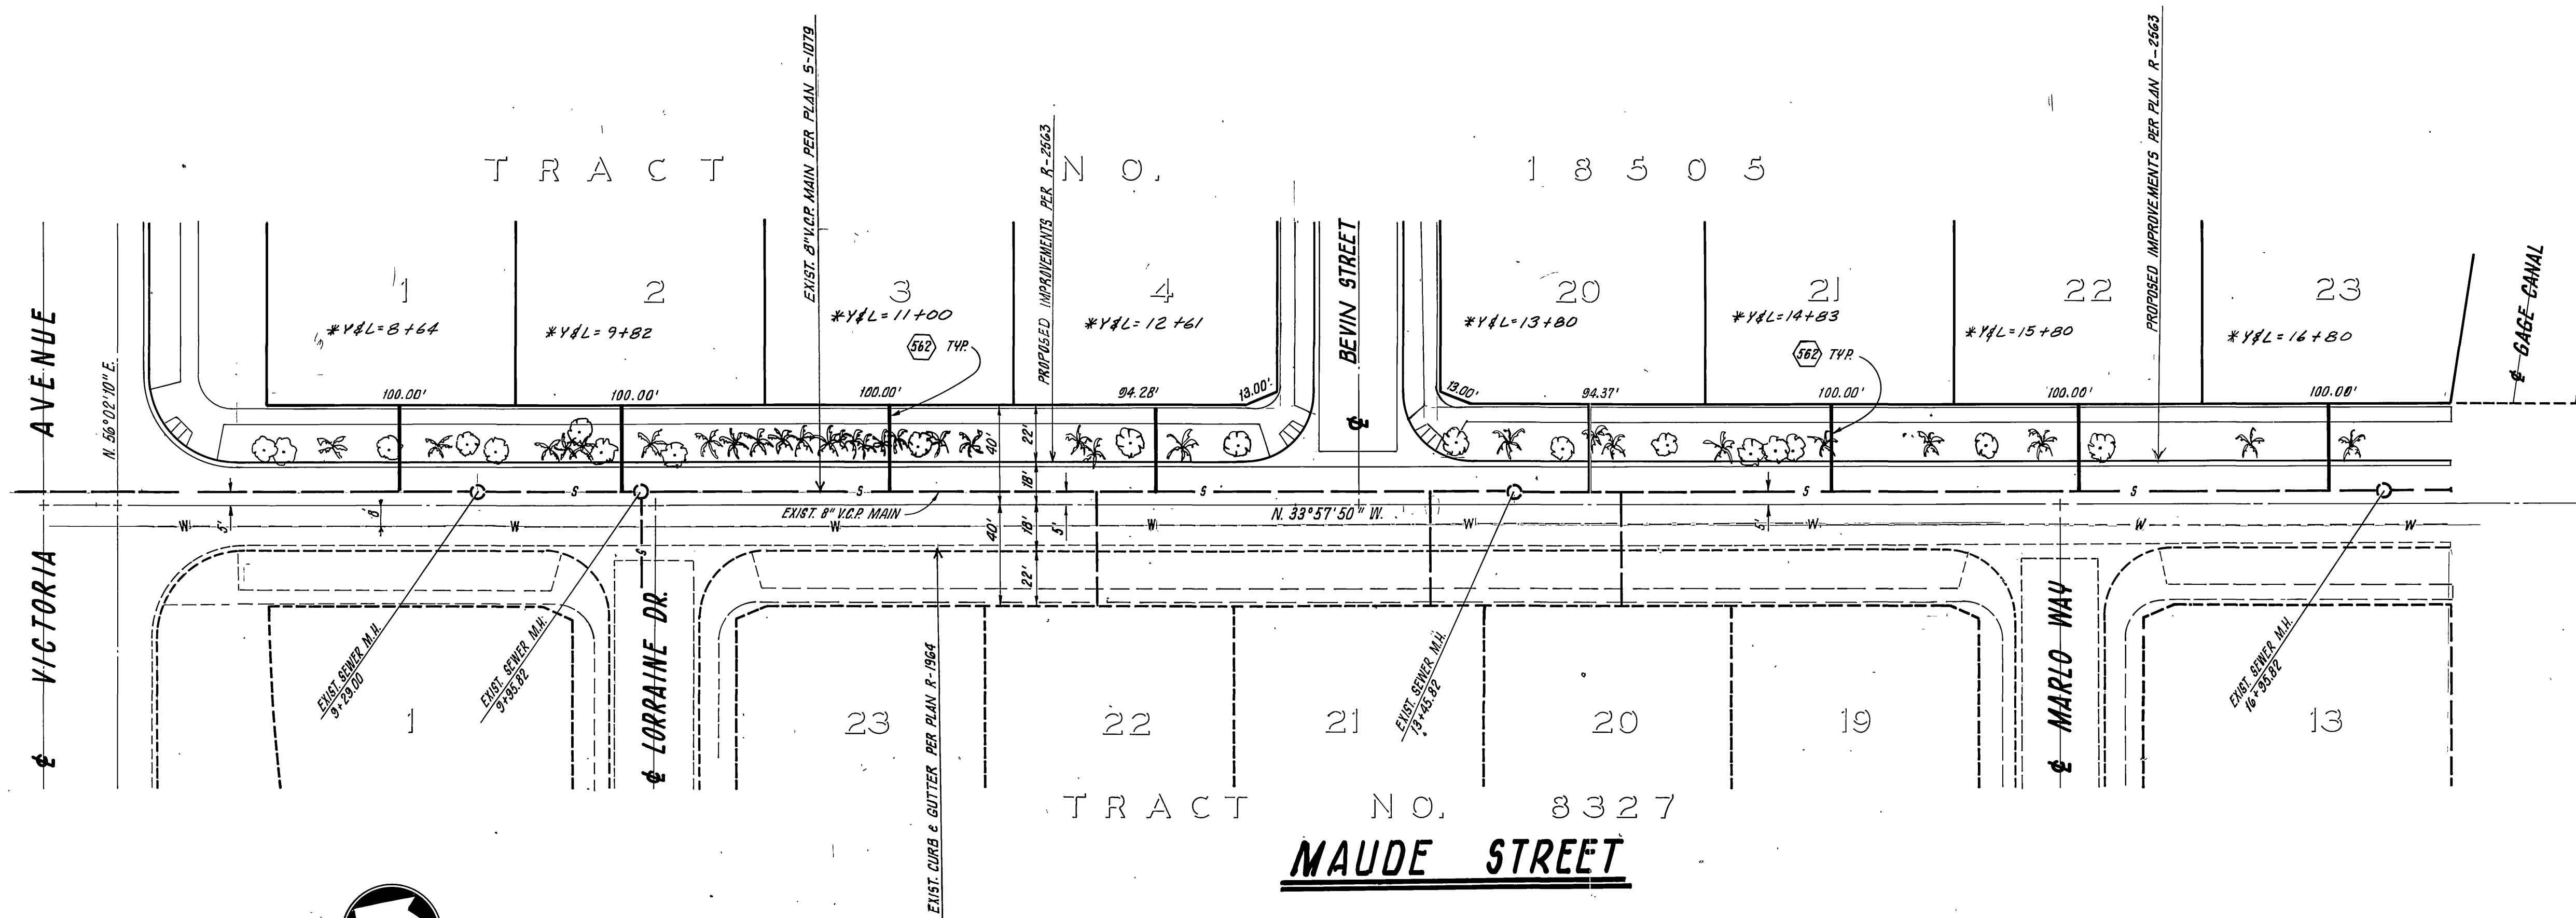 TRACT NO. 18505
EXIST. 8" V.C.P. MAIN PER PLAN S-1079
PROPOSED IMPROVEMENTS PER R-2563
PROPOSED IMPROVEMENTS PER PLAN R-2563
℄ VICTORIA AVENUE
N. 56°02'10" E.
BEVIN STREET
℄
℄ GAGE CANAL
1
2
3
4
20
21
22
23
*Y&L=8+64
*Y&L=9+82
*Y&L=11+00
*Y&L=12+61
*Y&L=13+80
*Y&L=14+83
*Y&L=15+80
*Y&L=16+80
562 TYP.
562 TYP.
100.00'
100.00'
100.00'
94.28'
13.00'
13.00'
94.37'
100.00'
100.00'
100.00'
40'
22'
18'
S
S
S
S
S
5'
8'
EXIST. 8" V.C.P. MAIN
5'
N. 33°57'50" W.
5'
W
W
W
W
W
W
W
W
40'
18'
22'
S
EXIST. SEWER M.H.
9+29.00
EXIST. SEWER M.H.
9+95.82
℄ LORRAINE DR.
EXIST. CURB & GUTTER PER PLAN R-1964
EXIST. SEWER M.H.
13+45.82
℄ MARLO WAY
EXIST. SEWER M.H.
16+95.82
1
23
22
21
20
19
13
TRACT NO. 8327
MAUDE STREET